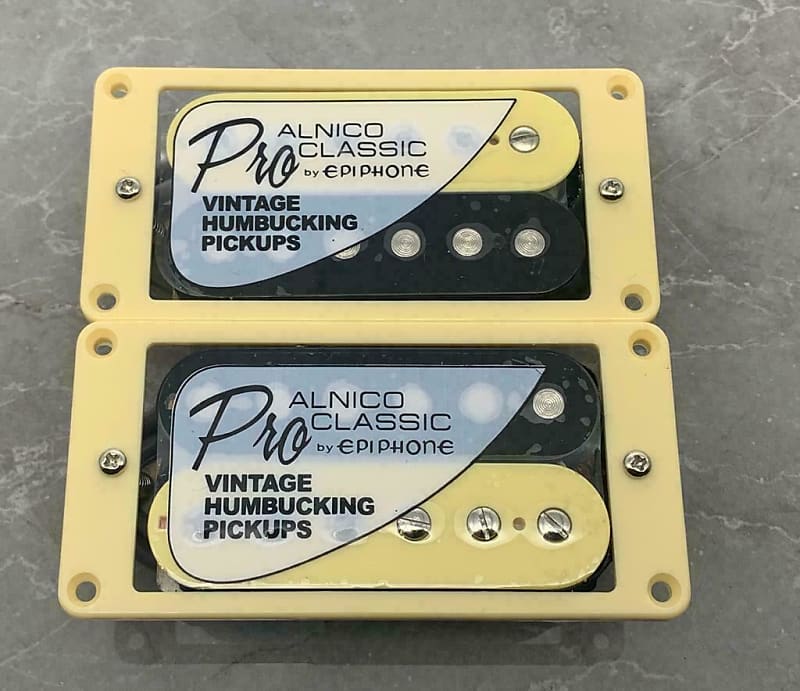 Pro ALNICO
CLASSIC
by EPIPHONE
VINTAGE
HUMBUCKING
PICKUPS
Pro ALNICO
CLASSIC
by EPIPHONE
VINTAGE
HUMBUCKING
PICKUPS